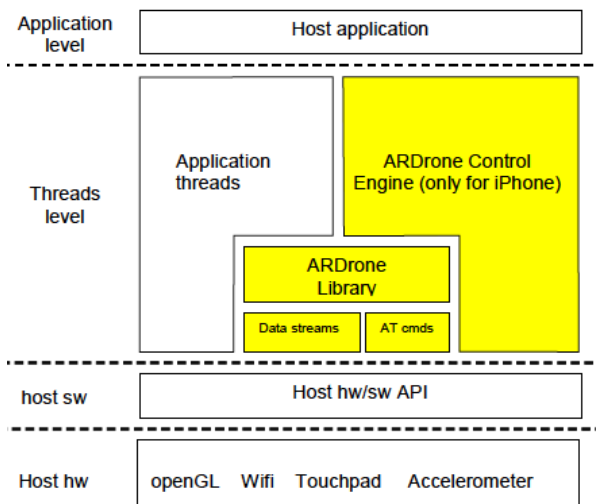 Application
level
Host application
Threads
level
Application
threads
ARDrone Control
Engine (only for iPhone)
ARDrone
Library
Data streams
AT cmds
host sw
Host hw/sw API
Host hw
openGL Wifi Touchpad Accelerometer